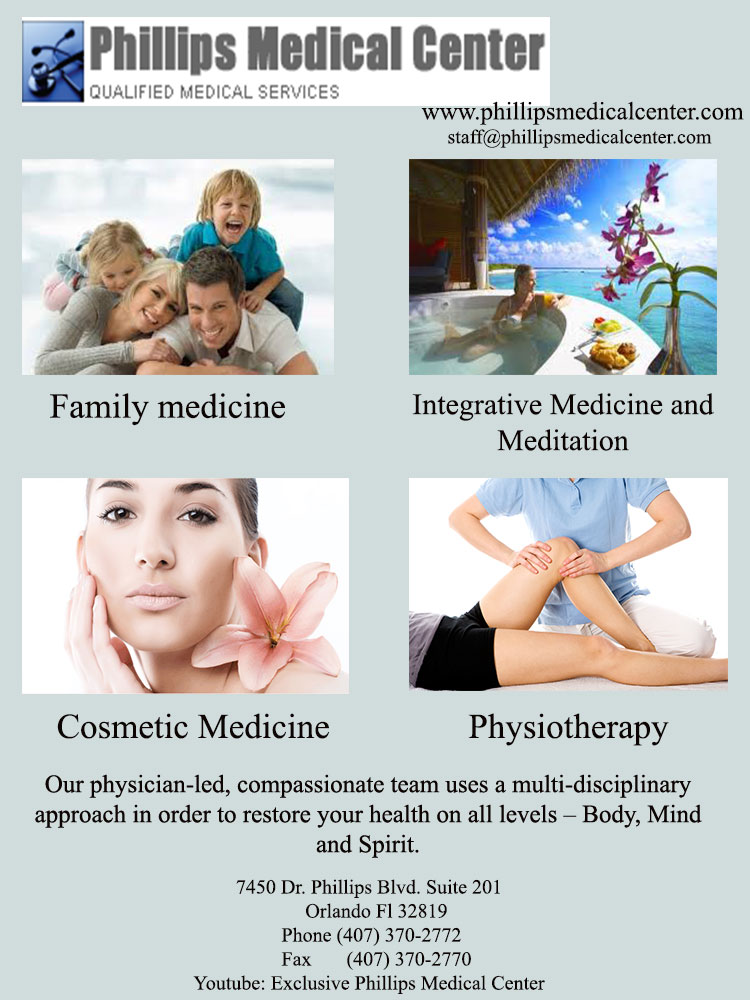 Phillips Medical Center
QUALIFIED MEDICAL SERVICES
www.phillipsmedicalcenter.com
staff@phillipsmedicalcenter.com
Family medicine
Integrative Medicine and
Meditation
Cosmetic Medicine
Physiotherapy
Our physician-led, compassionate team uses a multi-disciplinary
approach in order to restore your health on all levels – Body, Mind
and Spirit.
7450 Dr. Phillips Blvd. Suite 201
Orlando Fl 32819
Phone (407) 370-2772
Fax (407) 370-2770
Youtube: Exclusive Phillips Medical Center